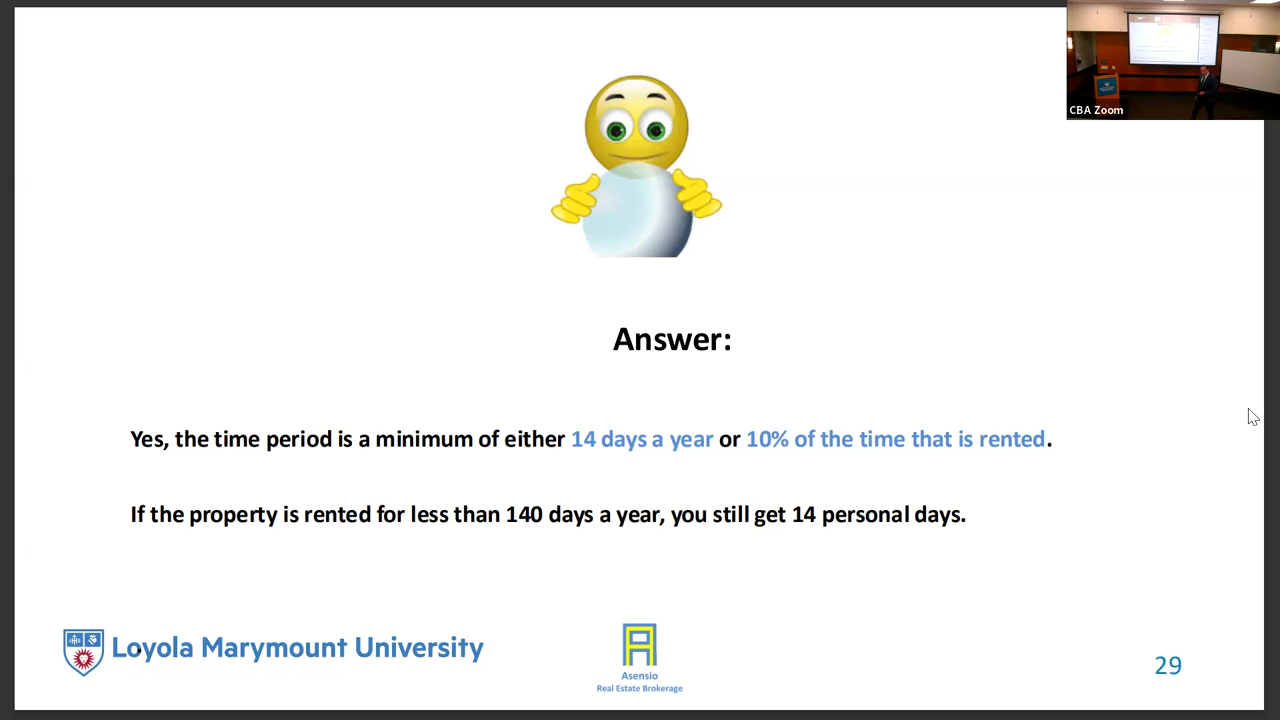 CBA Zoom
Answer:
Yes, the time period is a minimum of either 14 days a year or 10% of the time that is rented.
If the property is rented for less than 140 days a year, you still get 14 personal days.
Loyola Marymount University
Asensio
Real Estate Brokerage
29